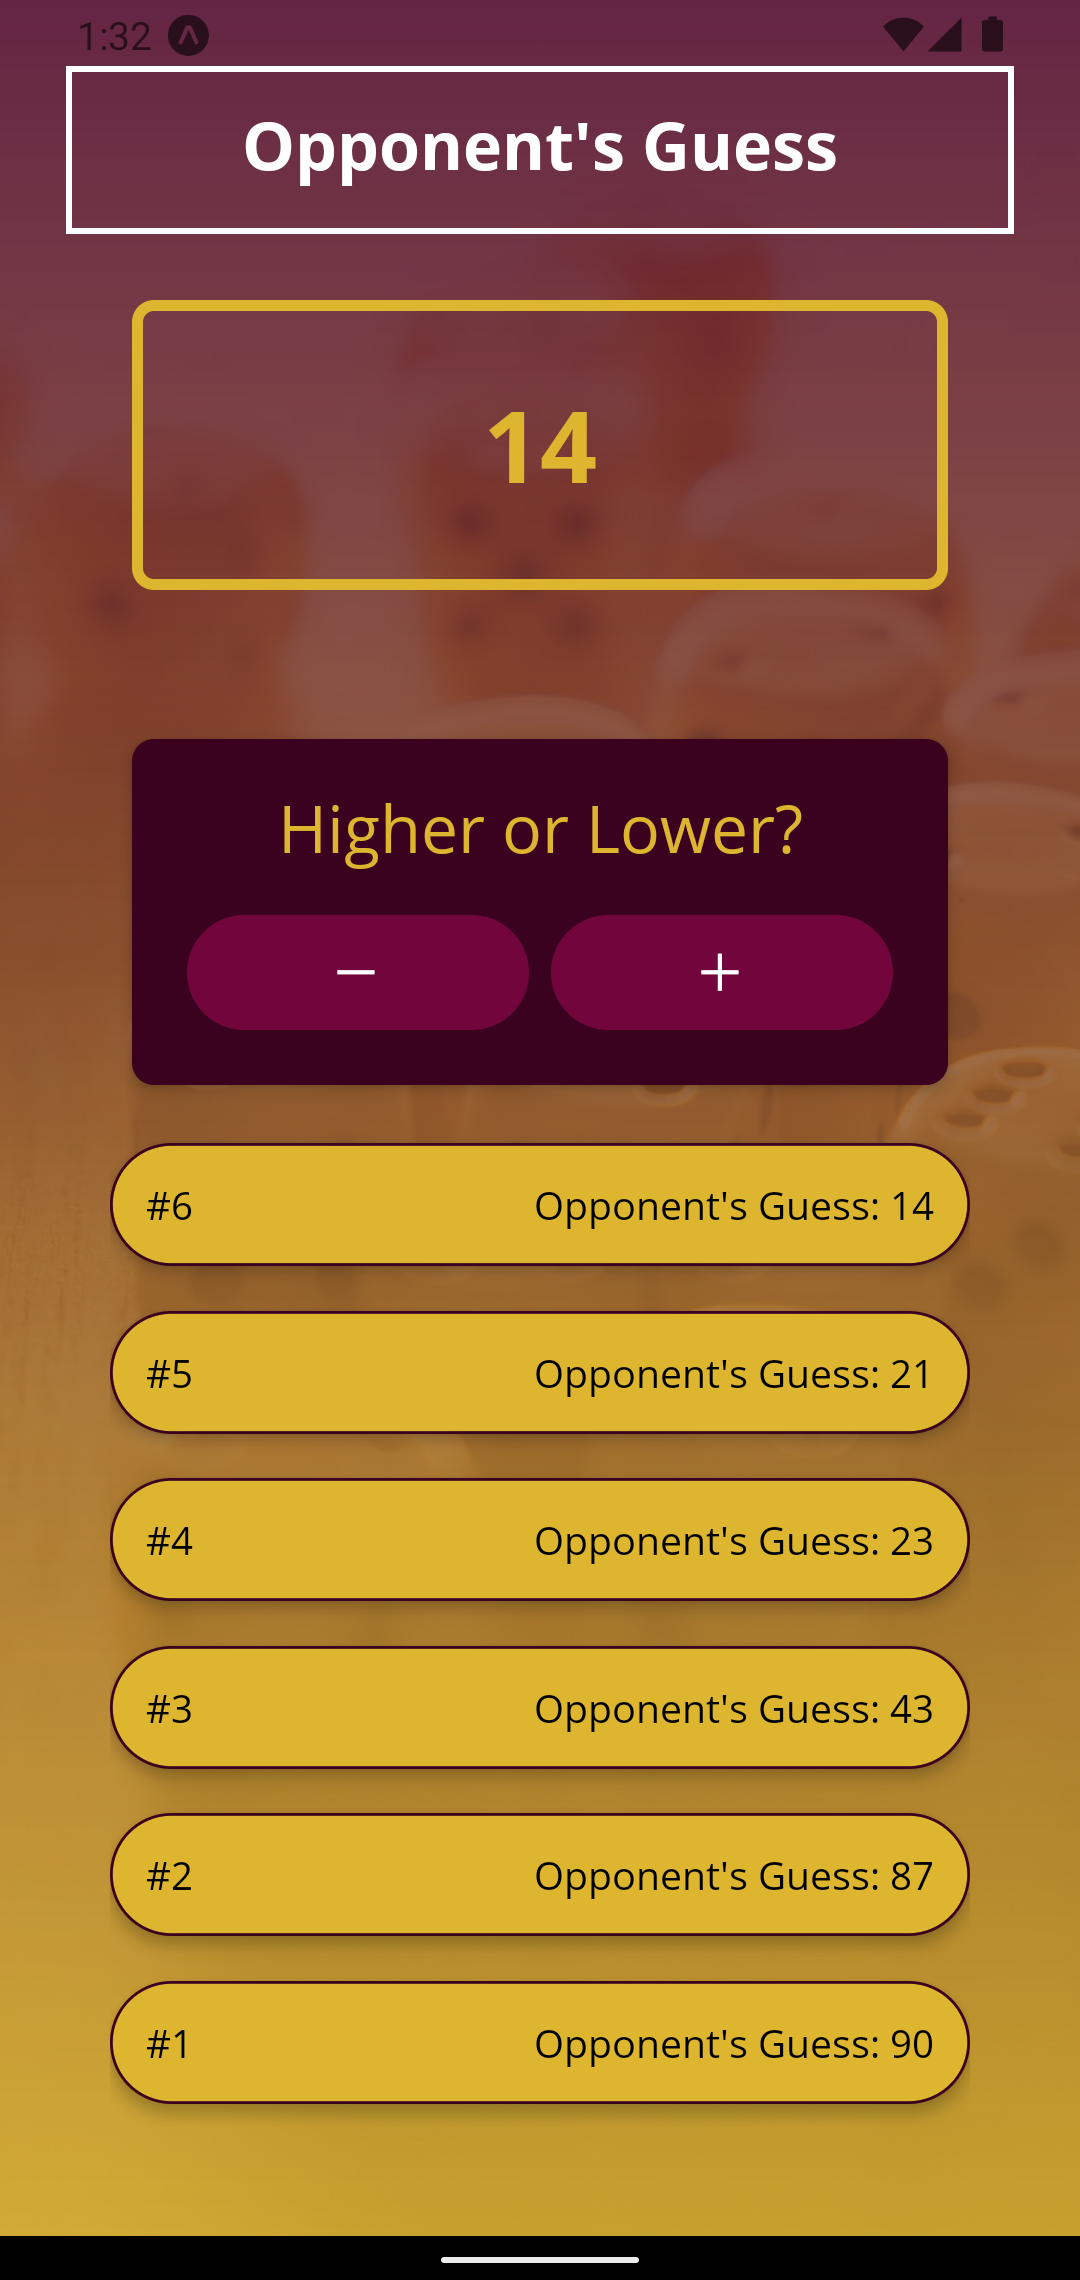 1:32
Opponent's Guess
14
Higher or Lower?
− +
#6 Opponent's Guess: 14
#5 Opponent's Guess: 21
#4 Opponent's Guess: 23
#3 Opponent's Guess: 43
#2 Opponent's Guess: 87
#1 Opponent's Guess: 90